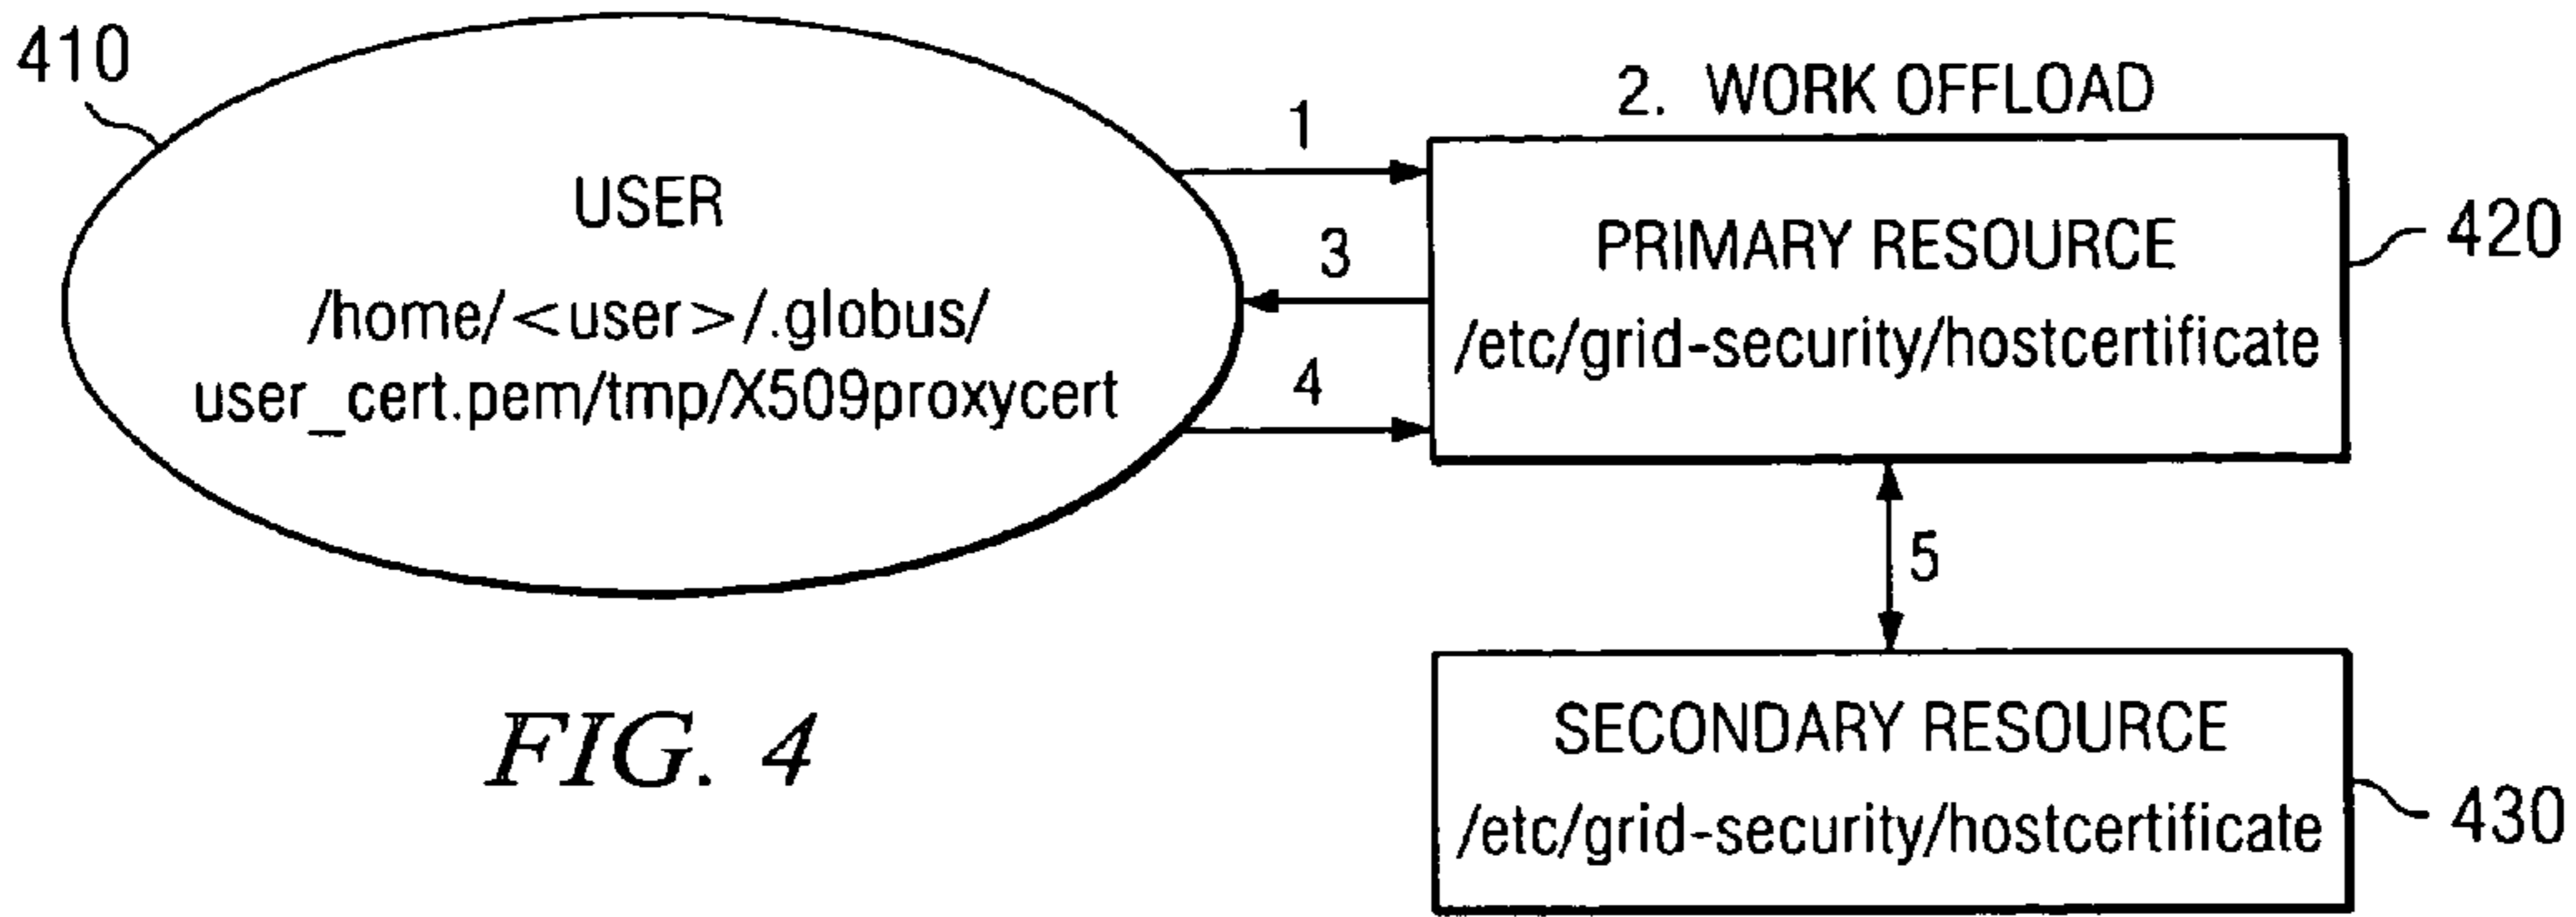 410
USER
/home/<user>/.globus/
user_cert.pem/tmp/X509proxycert
1
3
4
2. WORK OFFLOAD
PRIMARY RESOURCE
/etc/grid-security/hostcertificate
420
5
SECONDARY RESOURCE
/etc/grid-security/hostcertificate
430
FIG. 4